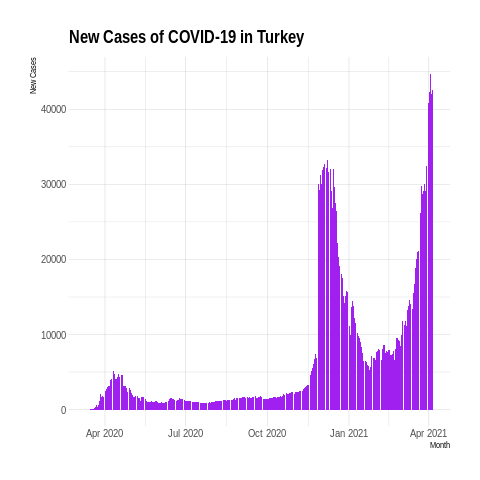 New Cases of COVID-19 in Turkey
New Cases
40000
30000
20000
10000
0
Apr 2020 Jul 2020 Oct 2020 Jan 2021 Apr 2021
Month